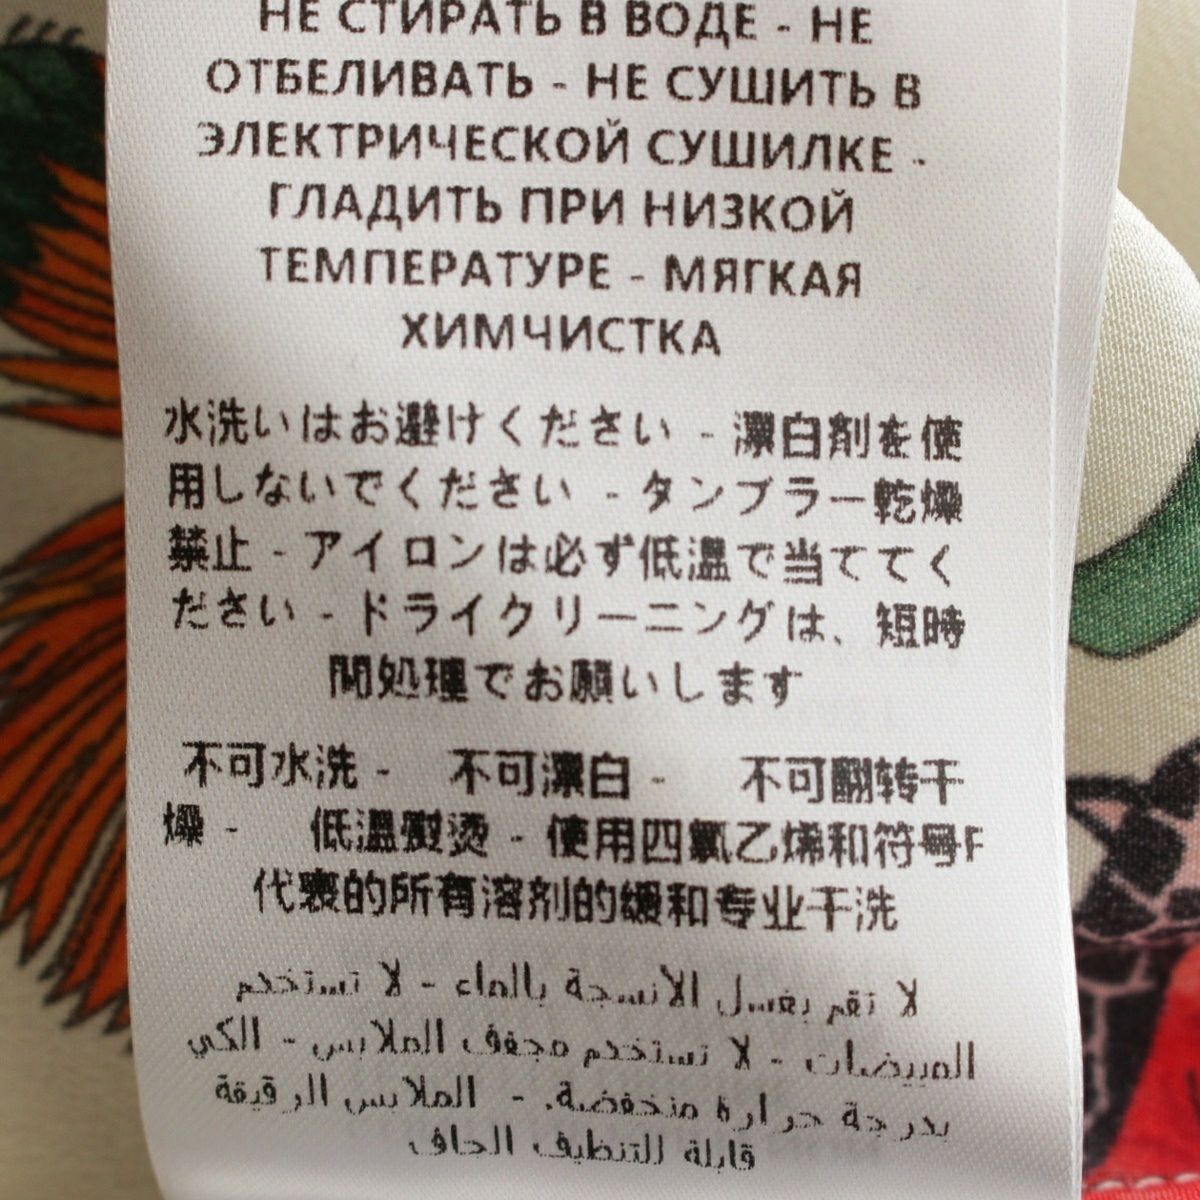 НЕ СТИРАТЬ В ВОДЕ - НЕ
ОТБЕЛИВАТЬ - НЕ СУШИТЬ В
ЭЛЕКТРИЧЕСКОЙ СУШИЛКЕ -
ГЛАДИТЬ ПРИ НИЗКОЙ
ТЕМПЕРАТУРЕ - МЯГКАЯ
ХИМЧИСТКА
水洗いはお避けください - 漂白剤を使
用しないでください - タンブラー乾燥
禁止 - アイロンは必ず低温で当ててく
ださい - ドライクリーニングは、短時
間処理でお願いします
不可水洗 - 不可漂白 - 不可翻转干
燥 - 低温熨烫 - 使用四氯乙烯和符号F
代表的所有溶剂的缓和专业干洗
لا تقم بغسل الانسجة بالماء - لا تستخدم
المبيضات - لا تستخدم مجفف الملابس - الكي
بدرجة حرارة منخفضة. - الملابس الرقيقة
قابلة للتنظيف الجاف